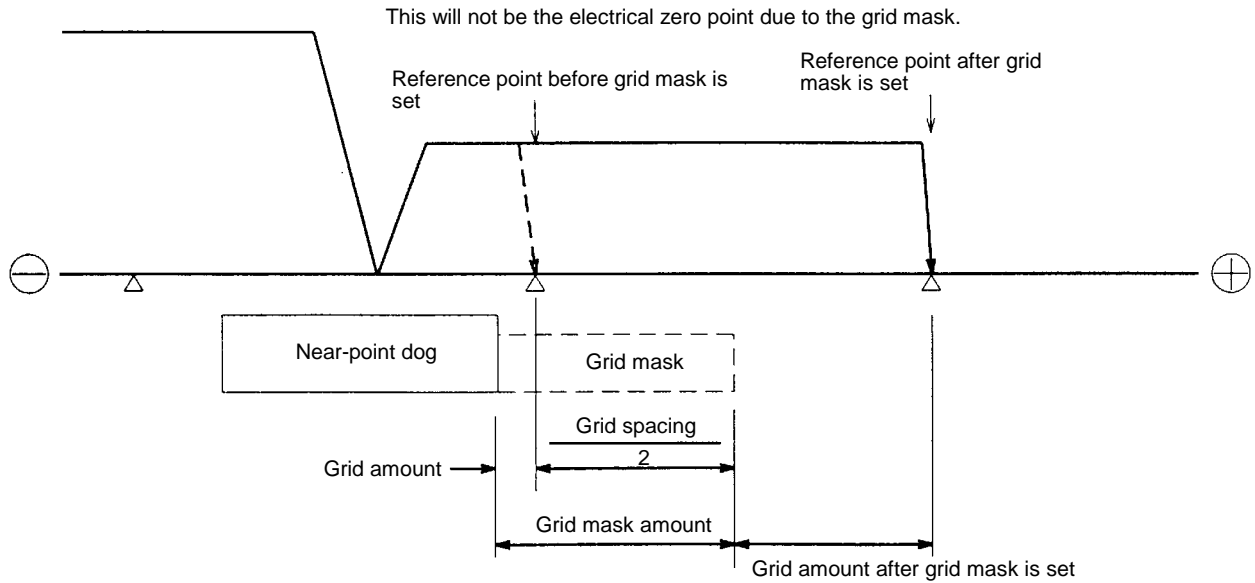 This will not be the electrical zero point due to the grid mask.
Reference point before grid mask is
set
Reference point after grid
mask is set
Near-point dog
Grid mask
Grid spacing
2
Grid amount
Grid mask amount
Grid amount after grid mask is set